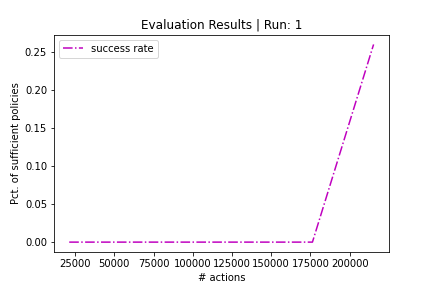 Evaluation Results | Run: 1
success rate
Pct. of sufficient policies
0.25
0.20
0.15
0.10
0.05
0.00
25000 50000 75000 100000 125000 150000 175000 200000
# actions